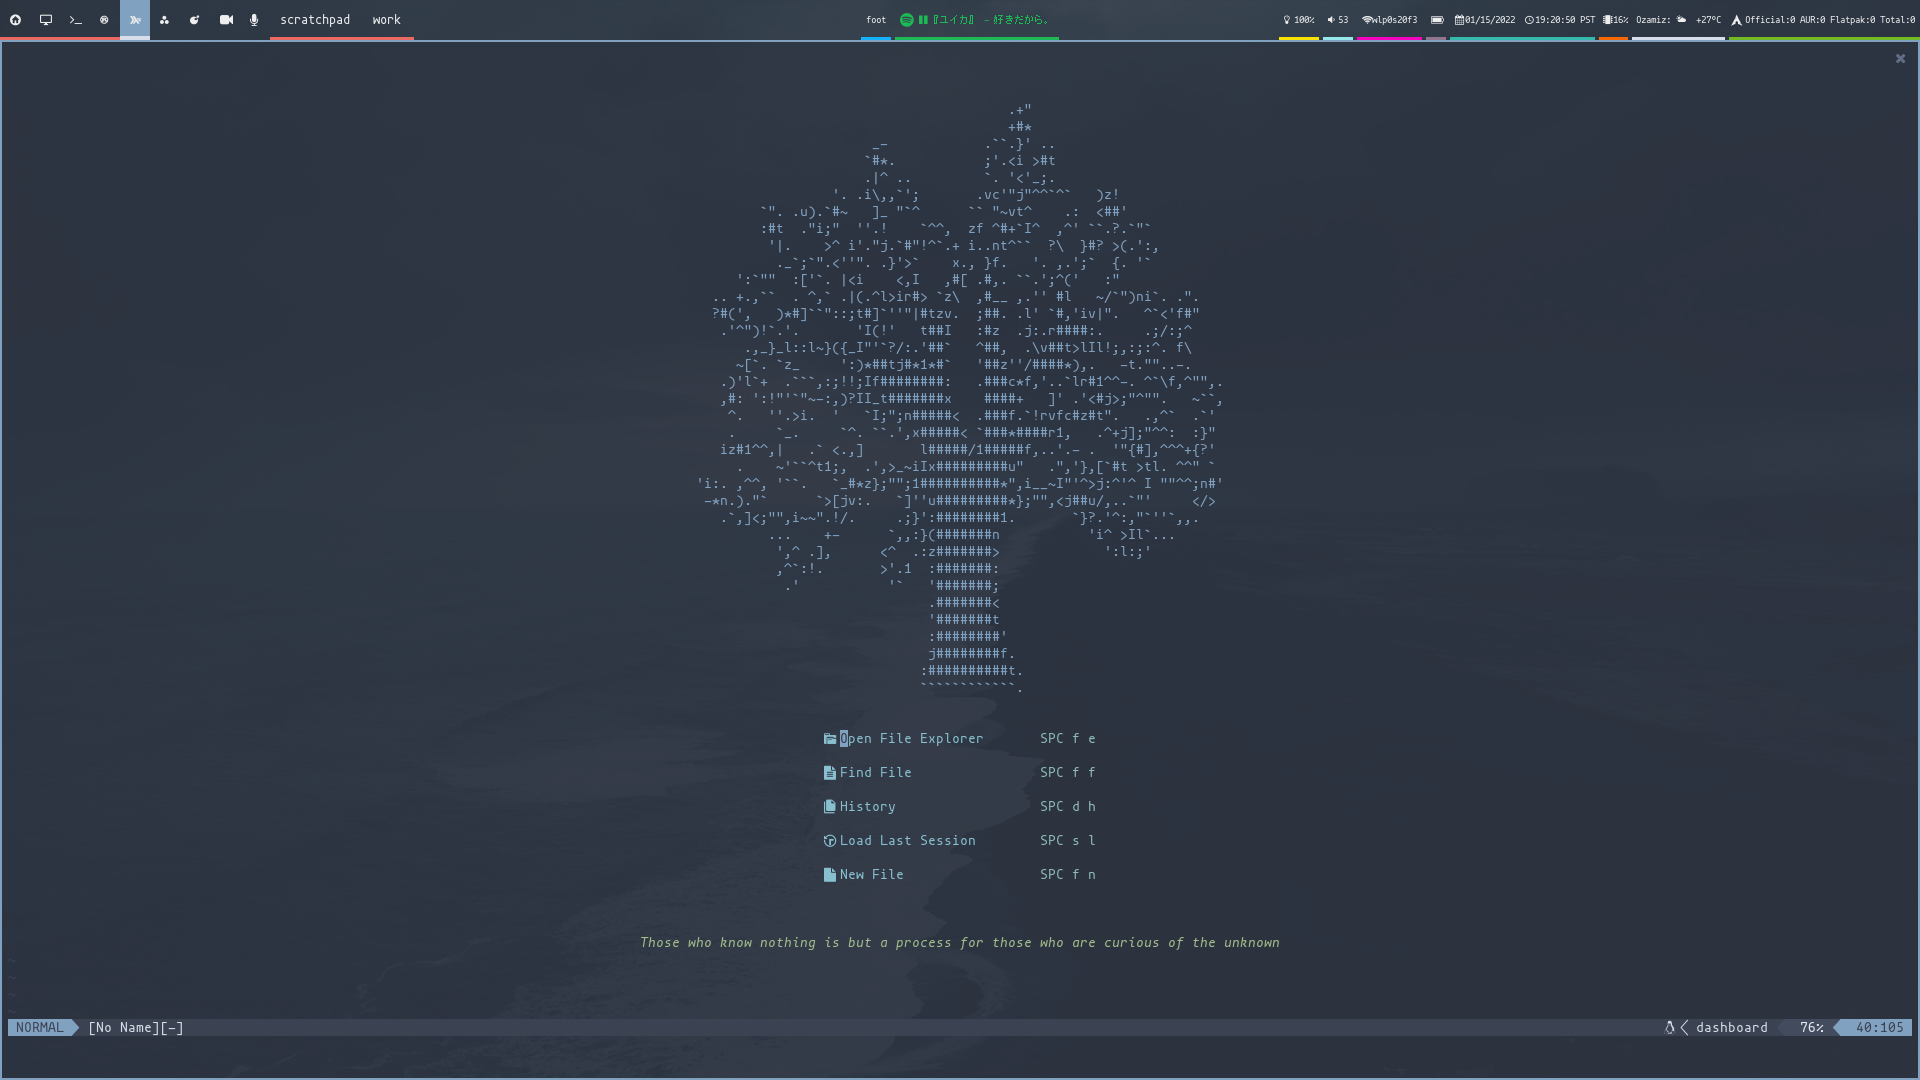 scratchpad work
foot
『ユイカ』 - 好きだから。
100% 53 wlp0s20f3 01/15/2022 19:20:50 PST 16% Ozamiz: +27°C Official:0 AUR:0 Flatpak:0 Total:0
Open File Explorer SPC f e
Find File SPC f f
History SPC d h
Load Last Session SPC s l
New File SPC f n
Those who know nothing is but a process for those who are curious of the unknown
~
~
~
NORMAL [No Name][-] dashboard 76% 40:105